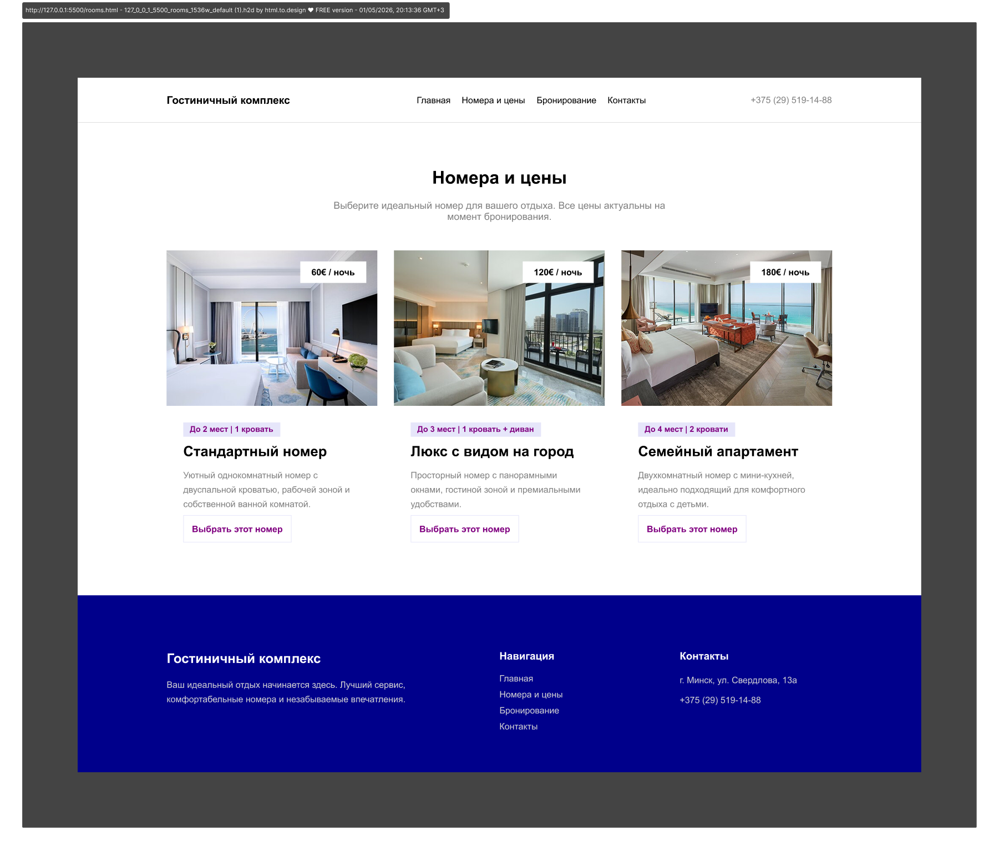 http://127.0.0.1:5500/rooms.html - 127_0_0_1_5500_rooms_1536w_default (1).h2d by html.to.design ❤ FREE version - 01/05/2026, 20:13:36 GMT+3
Гостиничный комплекс
Главная Номера и цены Бронирование Контакты
+375 (29) 519-14-88
Номера и цены
Выберите идеальный номер для вашего отдыха. Все цены актуальны на
момент бронирования.
60€ / ночь
120€ / ночь
180€ / ночь
До 2 мест | 1 кровать
Стандартный номер
Уютный однокомнатный номер с
двуспальной кроватью, рабочей зоной и
собственной ванной комнатой.
Выбрать этот номер
До 3 мест | 1 кровать + диван
Люкс с видом на город
Просторный номер с панорамными
окнами, гостиной зоной и премиальными
удобствами.
Выбрать этот номер
До 4 мест | 2 кровати
Семейный апартамент
Двухкомнатный номер с мини-кухней,
идеально подходящий для комфортного
отдыха с детьми.
Выбрать этот номер
Гостиничный комплекс
Ваш идеальный отдых начинается здесь. Лучший сервис,
комфортабельные номера и незабываемые впечатления.
Навигация
Главная
Номера и цены
Бронирование
Контакты
Контакты
г. Минск, ул. Свердлова, 13а
+375 (29) 519-14-88